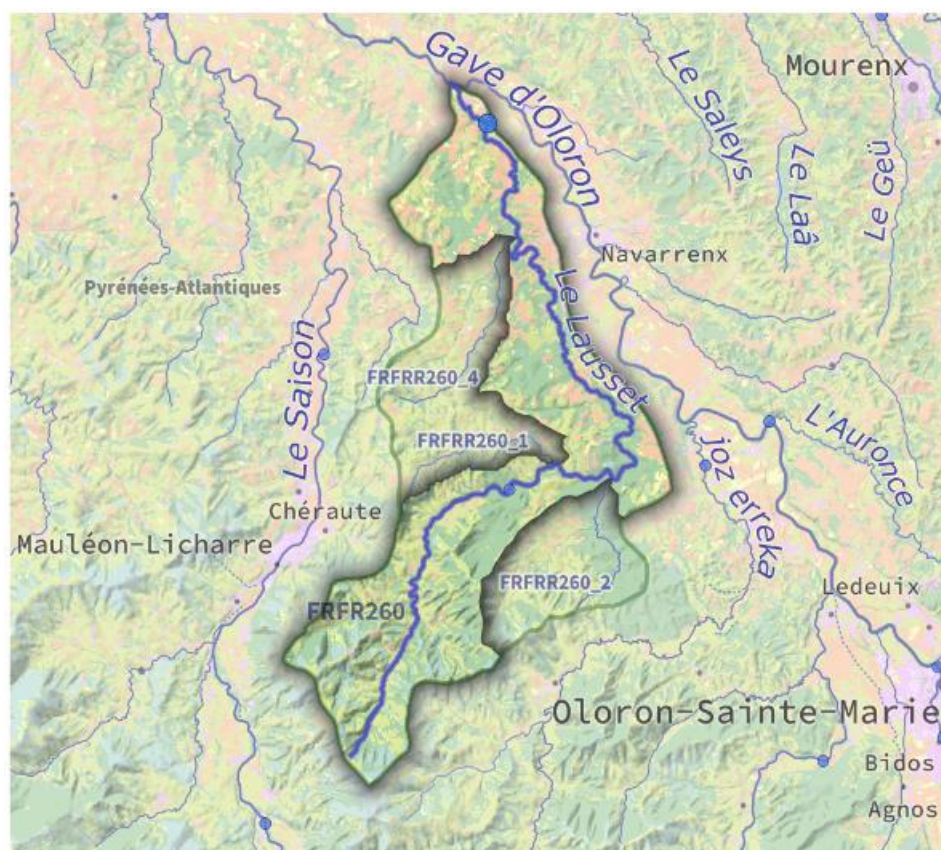 Gave d'Oloron
Mourenx
Le Saleys
Le Laâ
Le Geü
Navarrenx
Pyrénées-Atlantiques
Le Saison
Le Lausset
FRFRR260_4
FRFRR260_1
L'Auronce
joz erreka
Chéraute
Mauléon-Licharre
FRFRR260_2
Ledeuix
FRFR260
Oloron-Sainte-Marie
Bidos
Agnos